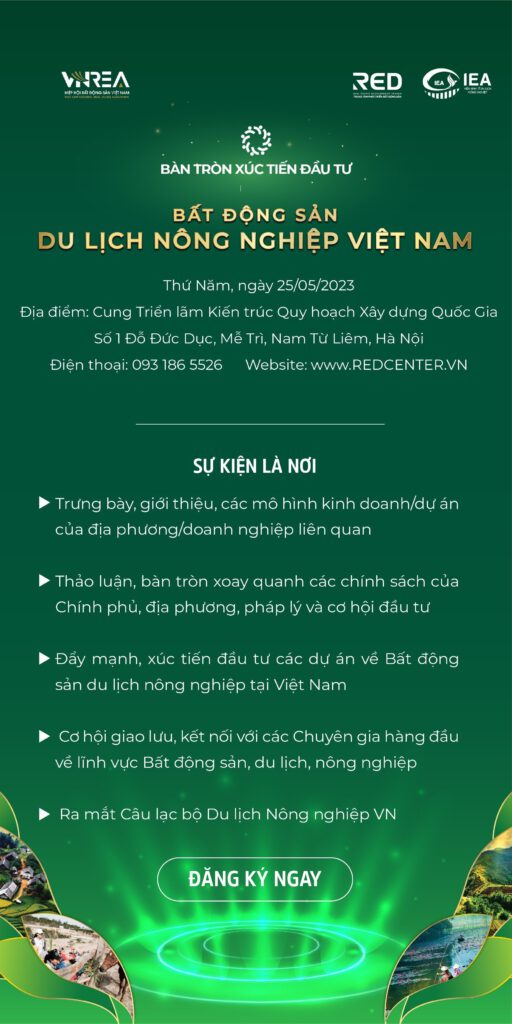 VNREA
HIỆP HỘI BẤT ĐỘNG SẢN VIỆT NAM
RED
IEA
IEA
BÀN TRÒN XÚC TIẾN ĐẦU TƯ
BẤT ĐỘNG SẢN
DU LỊCH NÔNG NGHIỆP VIỆT NAM
Thứ Năm, ngày 25/05/2023
Địa điểm: Cung Triển lãm Kiến trúc Quy hoạch Xây dựng Quốc Gia
Số 1 Đỗ Đức Dục, Mễ Trì, Nam Từ Liêm, Hà Nội
Điện thoại: 093 186 5526 Website: www.REDCENTER.VN
SỰ KIỆN LÀ NƠI
Trưng bày, giới thiệu, các mô hình kinh doanh/dự án
của địa phương/doanh nghiệp liên quan
Thảo luận, bàn tròn xoay quanh các chính sách của
Chính phủ, địa phương, pháp lý và cơ hội đầu tư
Đẩy mạnh, xúc tiến đầu tư các dự án về Bất động
sản du lịch nông nghiệp tại Việt Nam
Cơ hội giao lưu, kết nối với các Chuyên gia hàng đầu
về lĩnh vực Bất động sản, du lịch, nông nghiệp
Ra mắt Câu lạc bộ Du lịch Nông nghiệp VN
ĐĂNG KÝ NGAY